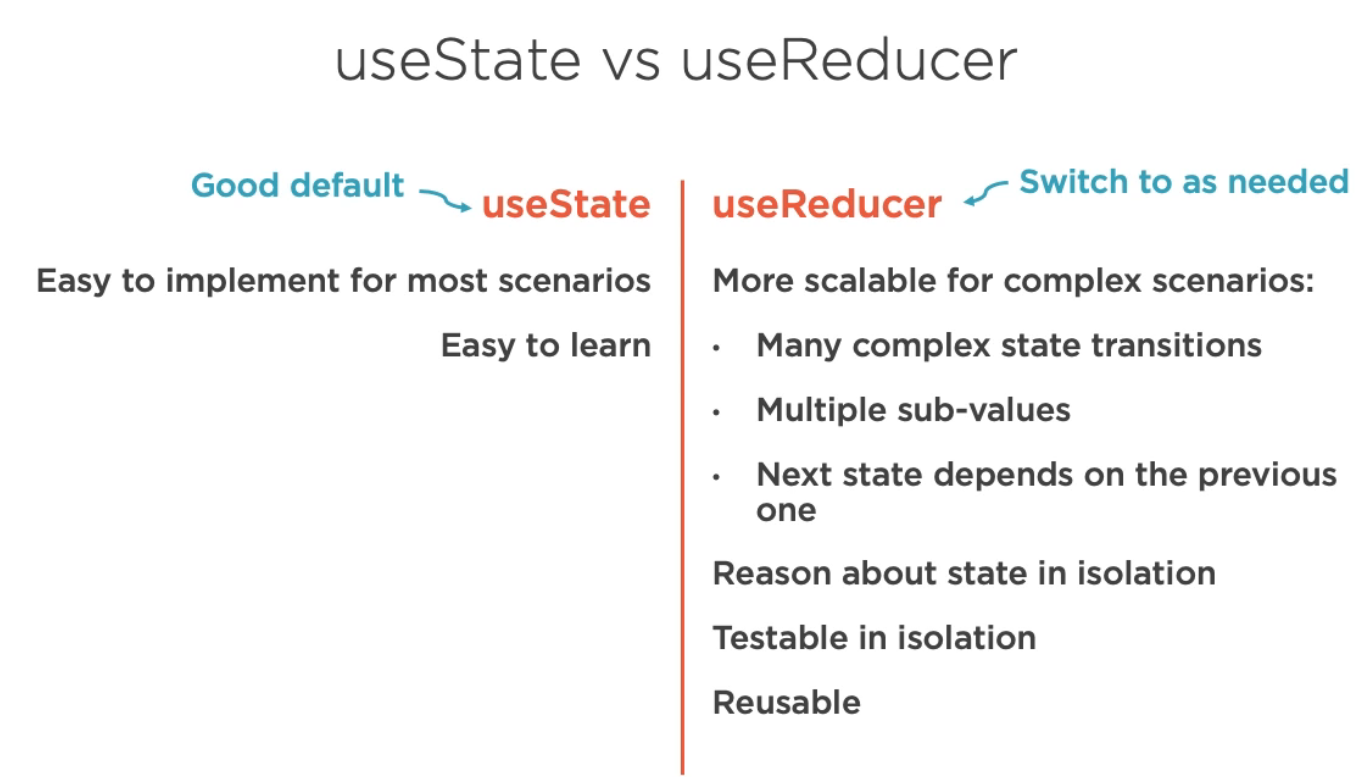 useState vs useReducer
Good default
useState
Easy to implement for most scenarios
Easy to learn
Switch to as needed
useReducer
More scalable for complex scenarios:
• Many complex state transitions
• Multiple sub-values
• Next state depends on the previous
one
Reason about state in isolation
Testable in isolation
Reusable